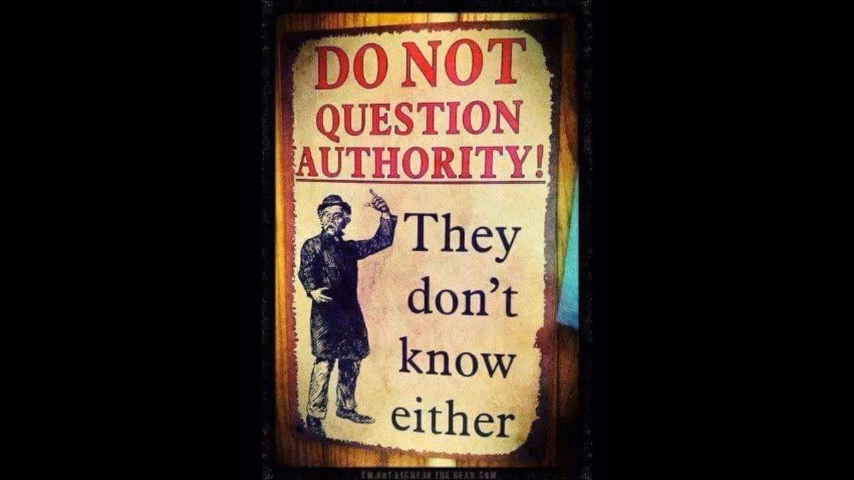 DO NOT
QUESTION
AUTHORITY!
They
don't
know
either